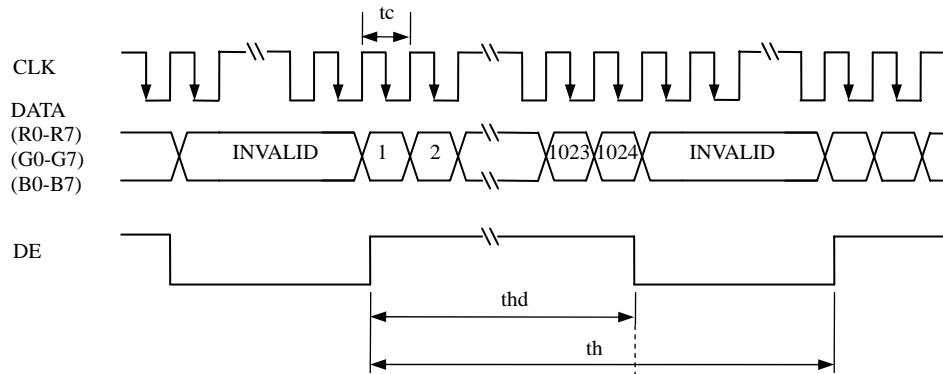 tc
CLK
DATA
(R0-R7)
(G0-G7)
(B0-B7)
INVALID 1 2 1023 1024 INVALID
DE
thd
th